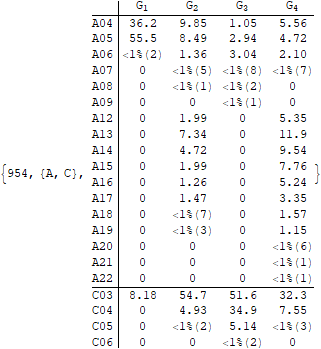 G1 G2 G3 G4
A04 36.2 9.85 1.05 5.56
A05 55.5 8.49 2.94 4.72
A06 <1%(2) 1.36 3.04 2.10
A07 0 <1%(5) <1%(8) <1%(7)
A08 0 <1%(1) <1%(2) 0
A09 0 0 <1%(1) 0
A12 0 1.99 0 5.35
A13 0 7.34 0 11.9
A14 0 4.72 0 9.54
{954, {A, C}, A15 0 1.99 0 7.76 }
A16 0 1.26 0 5.24
A17 0 1.47 0 3.35
A18 0 <1%(7) 0 1.57
A19 0 <1%(3) 0 1.15
A20 0 0 0 <1%(6)
A21 0 0 0 <1%(1)
A22 0 0 0 <1%(1)
C03 8.18 54.7 51.6 32.3
C04 0 4.93 34.9 7.55
C05 0 <1%(2) 5.14 <1%(3)
C06 0 0 <1%(2) 0